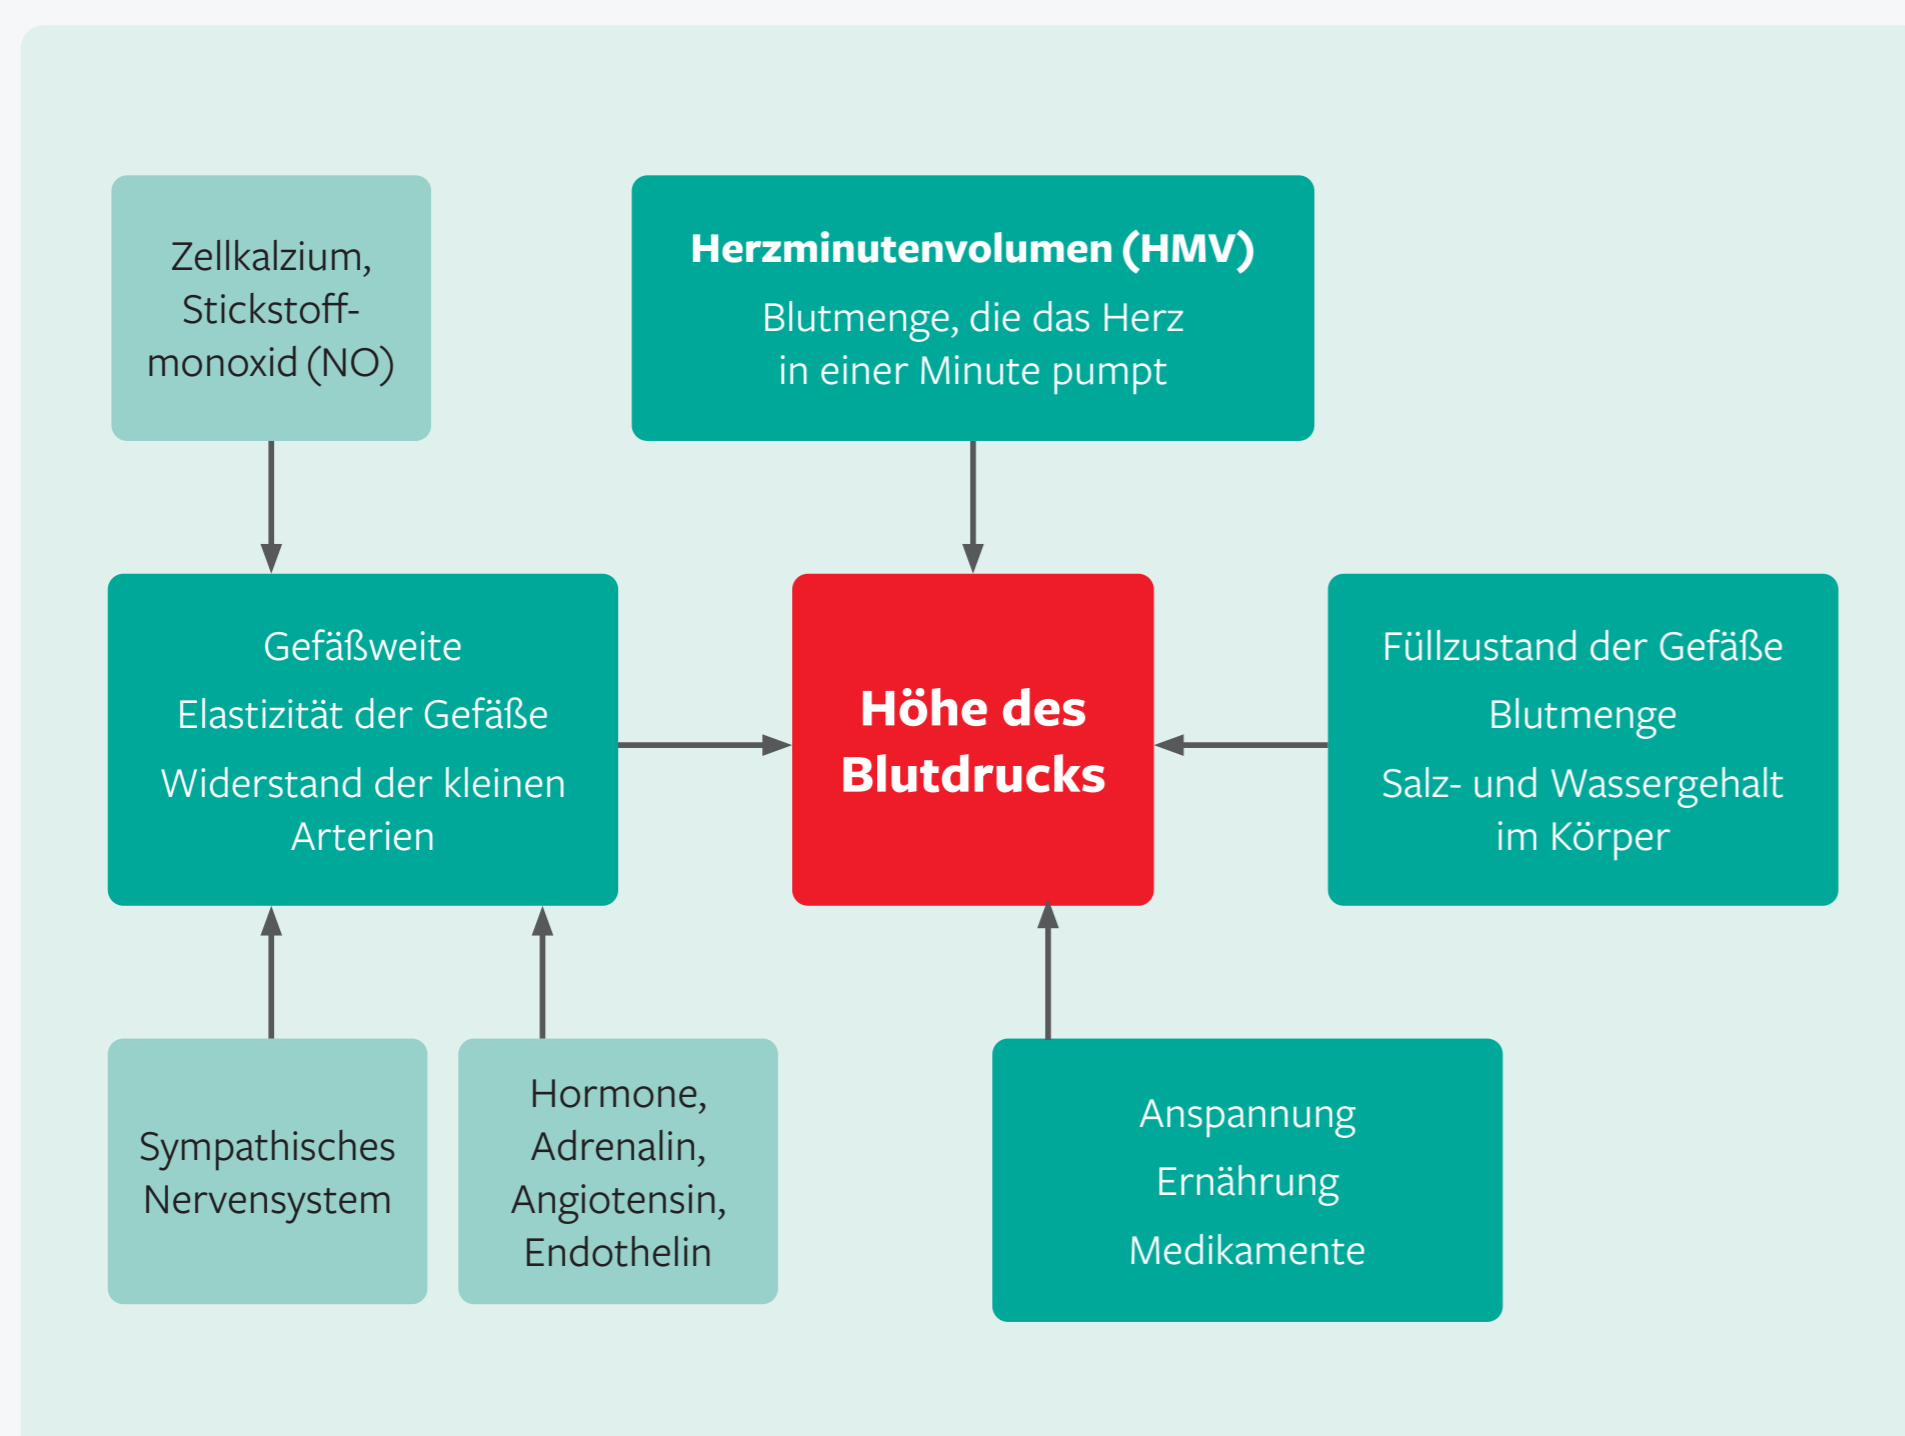 Zellkalzium,
Stickstoff-
monoxid (NO)
Herzminutenvolumen (HMV)
Blutmenge, die das Herz
in einer Minute pumpt
Gefäßweite
Elastizität der Gefäße
Widerstand der kleinen
Arterien
Höhe des
Blutdrucks
Füllzustand der Gefäße
Blutmenge
Salz- und Wassergehalt
im Körper
Sympathisches
Nervensystem
Hormone,
Adrenalin,
Angiotensin,
Endothelin
Anspannung
Ernährung
Medikamente